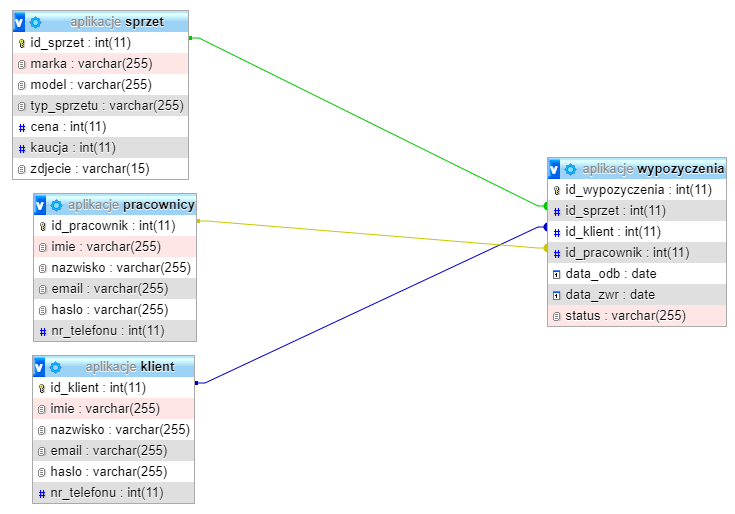 aplikacje sprzet
id_sprzet : int(11)
marka : varchar(255)
model : varchar(255)
typ_sprzetu : varchar(255)
cena : int(11)
kaucja : int(11)
zdjecie : varchar(15)
aplikacje pracownicy
id_pracownik : int(11)
imie : varchar(255)
nazwisko : varchar(255)
email : varchar(255)
haslo : varchar(255)
nr_telefonu : int(11)
aplikacje klient
id_klient : int(11)
imie : varchar(255)
nazwisko : varchar(255)
email : varchar(255)
haslo : varchar(255)
nr_telefonu : int(11)
aplikacje wypozyczenia
id_wypozyczenia : int(11)
id_sprzet : int(11)
id_klient : int(11)
id_pracownik : int(11)
data_odb : date
data_zwr : date
status : varchar(255)